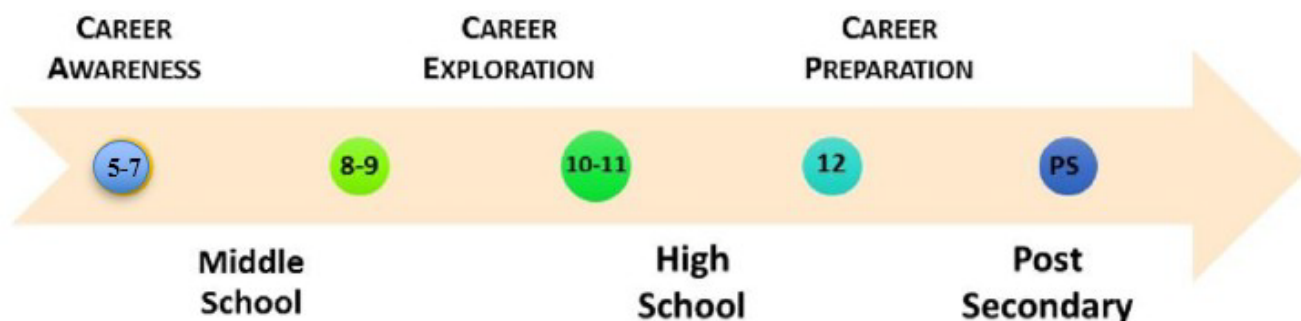 CAREER
AWARENESS
CAREER
EXPLORATION
CAREER
PREPARATION
5-7
8-9
10-11
12
PS
Middle
School
High
School
Post
Secondary